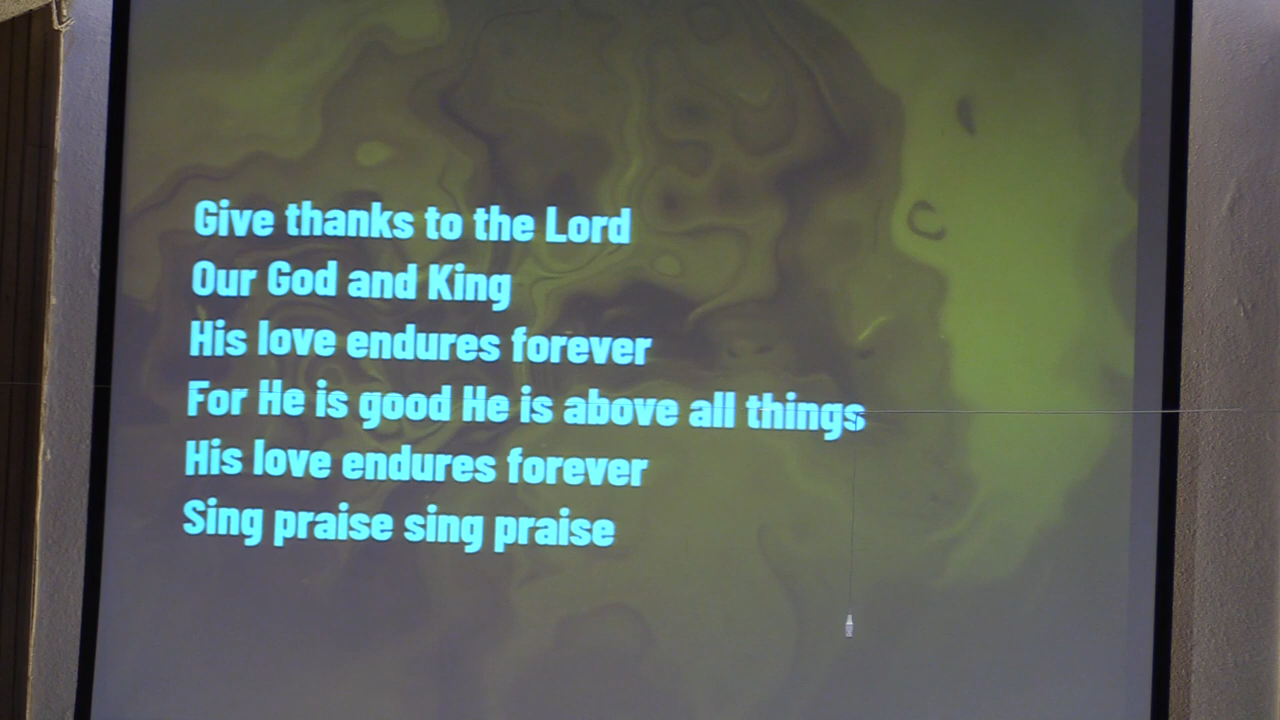 Give thanks to the Lord
Our God and King
His love endures forever
For He is good He is above all things
His love endures forever
Sing praise sing praise